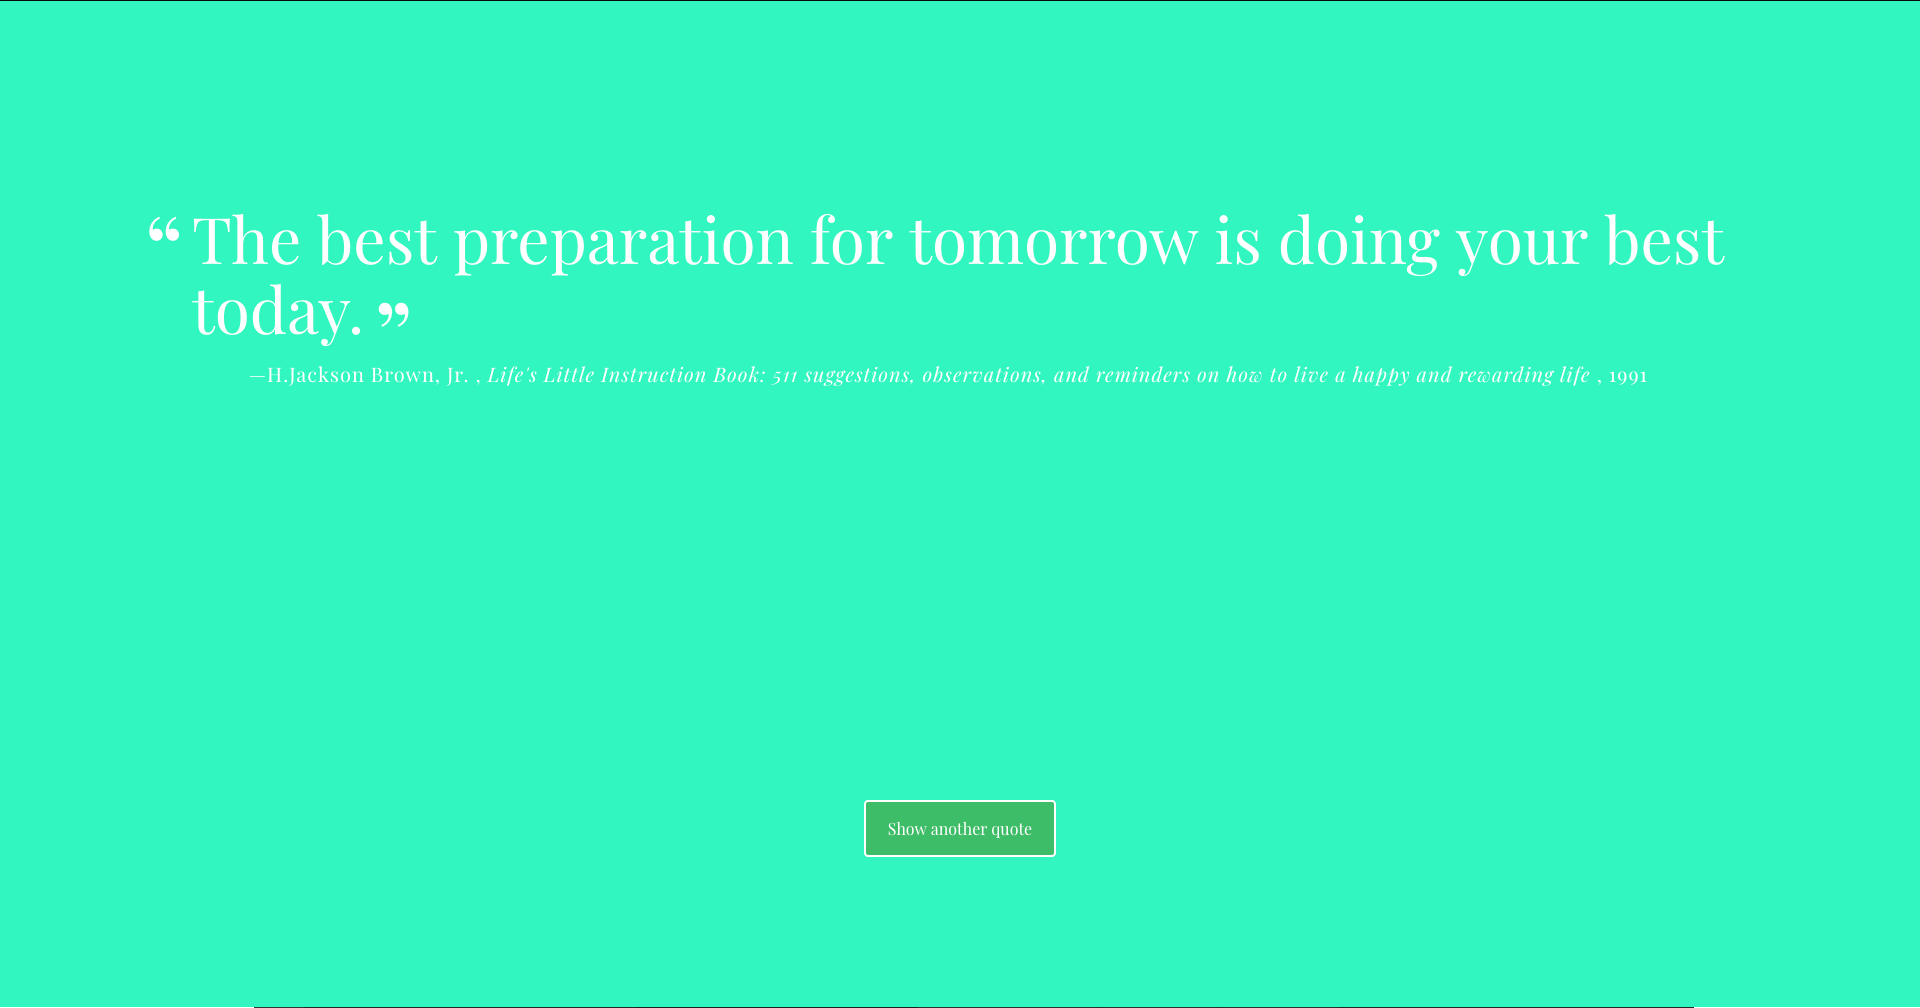 “ The best preparation for tomorrow is doing your best
today. ”
—H.Jackson Brown, Jr. , Life's Little Instruction Book: 511 suggestions, observations, and reminders on how to live a happy and rewarding life , 1991
Show another quote